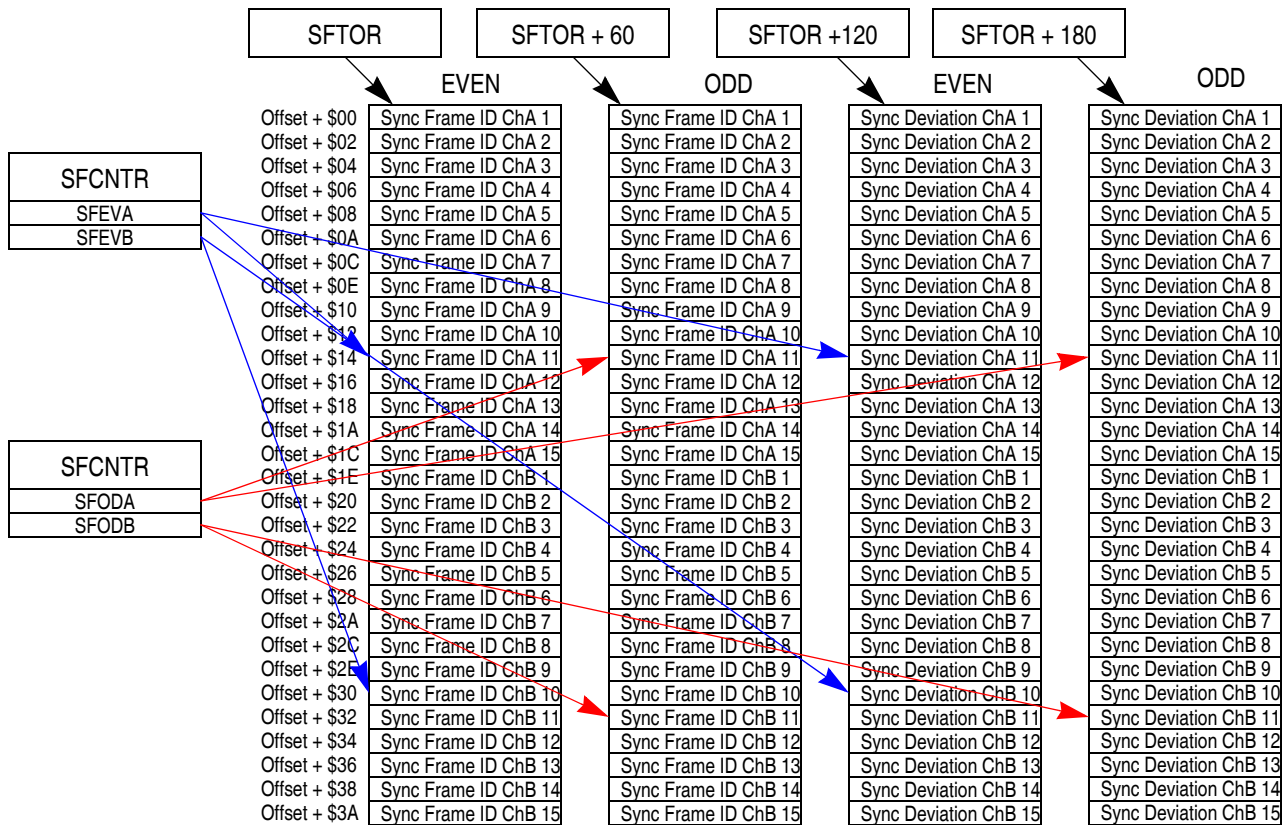 SFTOR SFTOR + 60 SFTOR +120 SFTOR + 180
EVEN ODD EVEN ODD
Offset + $00 Sync Frame ID ChA 1 Sync Frame ID ChA 1 Sync Deviation ChA 1 Sync Deviation ChA 1
Offset + $02 Sync Frame ID ChA 2 Sync Frame ID ChA 2 Sync Deviation ChA 2 Sync Deviation ChA 2
Offset + $04 Sync Frame ID ChA 3 Sync Frame ID ChA 3 Sync Deviation ChA 3 Sync Deviation ChA 3
SFCNTR
Offset + $06 Sync Frame ID ChA 4 Sync Frame ID ChA 4 Sync Deviation ChA 4 Sync Deviation ChA 4
SFEVA Offset + $08 Sync Frame ID ChA 5 Sync Frame ID ChA 5 Sync Deviation ChA 5 Sync Deviation ChA 5
SFEVB Offset + $0A Sync Frame ID ChA 6 Sync Frame ID ChA 6 Sync Deviation ChA 6 Sync Deviation ChA 6
Offset + $0C Sync Frame ID ChA 7 Sync Frame ID ChA 7 Sync Deviation ChA 7 Sync Deviation ChA 7
Offset + $0E Sync Frame ID ChA 8 Sync Frame ID ChA 8 Sync Deviation ChA 8 Sync Deviation ChA 8
Offset + $10 Sync Frame ID ChA 9 Sync Frame ID ChA 9 Sync Deviation ChA 9 Sync Deviation ChA 9
Offset + $12 Sync Frame ID ChA 10 Sync Frame ID ChA 10 Sync Deviation ChA 10 Sync Deviation ChA 10
Offset + $14 Sync Frame ID ChA 11 Sync Frame ID ChA 11 Sync Deviation ChA 11 Sync Deviation ChA 11
Offset + $16 Sync Frame ID ChA 12 Sync Frame ID ChA 12 Sync Deviation ChA 12 Sync Deviation ChA 12
Offset + $18 Sync Frame ID ChA 13 Sync Frame ID ChA 13 Sync Deviation ChA 13 Sync Deviation ChA 13
Offset + $1A Sync Frame ID ChA 14 Sync Frame ID ChA 14 Sync Deviation ChA 14 Sync Deviation ChA 14
Offset + $1C Sync Frame ID ChA 15 Sync Frame ID ChA 15 Sync Deviation ChA 15 Sync Deviation ChA 15
SFCNTR
Offset + $1E Sync Frame ID ChB 1 Sync Frame ID ChB 1 Sync Deviation ChB 1 Sync Deviation ChB 1
SFODA Offset + $20 Sync Frame ID ChB 2 Sync Frame ID ChB 2 Sync Deviation ChB 2 Sync Deviation ChB 2
SFODB Offset + $22 Sync Frame ID ChB 3 Sync Frame ID ChB 3 Sync Deviation ChB 3 Sync Deviation ChB 3
Offset + $24 Sync Frame ID ChB 4 Sync Frame ID ChB 4 Sync Deviation ChB 4 Sync Deviation ChB 4
Offset + $26 Sync Frame ID ChB 5 Sync Frame ID ChB 5 Sync Deviation ChB 5 Sync Deviation ChB 5
Offset + $28 Sync Frame ID ChB 6 Sync Frame ID ChB 6 Sync Deviation ChB 6 Sync Deviation ChB 6
Offset + $2A Sync Frame ID ChB 7 Sync Frame ID ChB 7 Sync Deviation ChB 7 Sync Deviation ChB 7
Offset + $2C Sync Frame ID ChB 8 Sync Frame ID ChB 8 Sync Deviation ChB 8 Sync Deviation ChB 8
Offset + $2E Sync Frame ID ChB 9 Sync Frame ID ChB 9 Sync Deviation ChB 9 Sync Deviation ChB 9
Offset + $30 Sync Frame ID ChB 10 Sync Frame ID ChB 10 Sync Deviation ChB 10 Sync Deviation ChB 10
Offset + $32 Sync Frame ID ChB 11 Sync Frame ID ChB 11 Sync Deviation ChB 11 Sync Deviation ChB 11
Offset + $34 Sync Frame ID ChB 12 Sync Frame ID ChB 12 Sync Deviation ChB 12 Sync Deviation ChB 12
Offset + $36 Sync Frame ID ChB 13 Sync Frame ID ChB 13 Sync Deviation ChB 13 Sync Deviation ChB 13
Offset + $38 Sync Frame ID ChB 14 Sync Frame ID ChB 14 Sync Deviation ChB 14 Sync Deviation ChB 14
Offset + $3A Sync Frame ID ChB 15 Sync Frame ID ChB 15 Sync Deviation ChB 15 Sync Deviation ChB 15